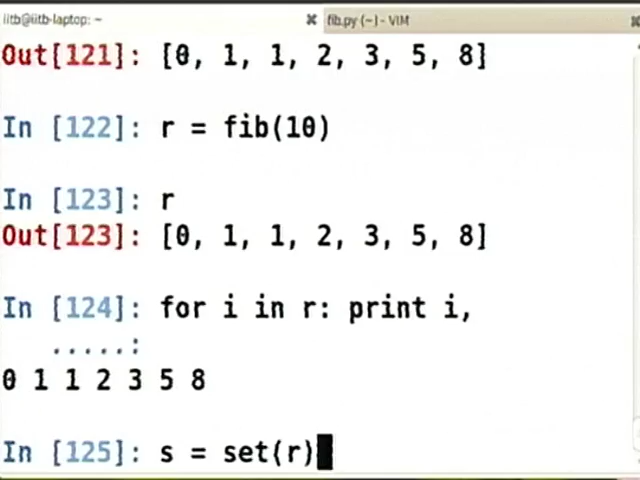 iitb@iitb-laptop: ~ ✖ fib.py (~) - VIM ✖
Out[121]: [0, 1, 1, 2, 3, 5, 8]
In [122]: r = fib(10)
In [123]: r
Out[123]: [0, 1, 1, 2, 3, 5, 8]
In [124]: for i in r: print i,
.....:
0 1 1 2 3 5 8
In [125]: s = set(r)